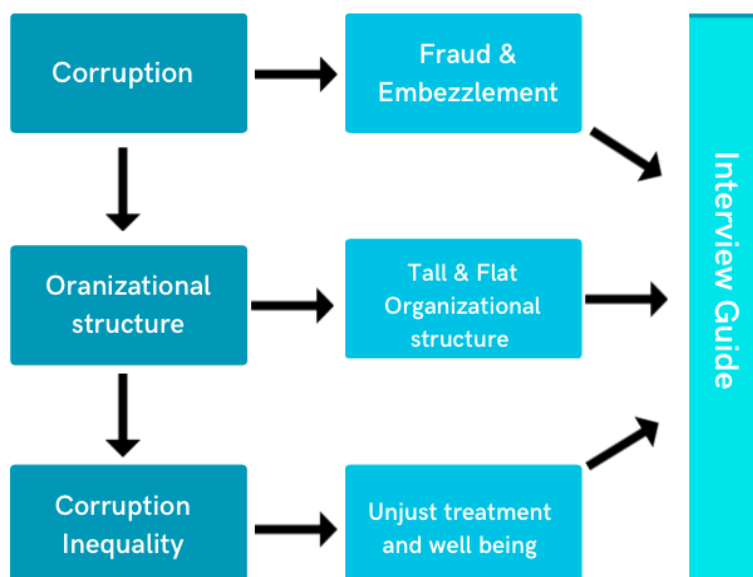 Corruption
Fraud &
Embezzlement
Oranizational
structure
Tall & Flat
Organizational
structure
Corruption
Inequality
Unjust treatment
and well being
Interview Guide